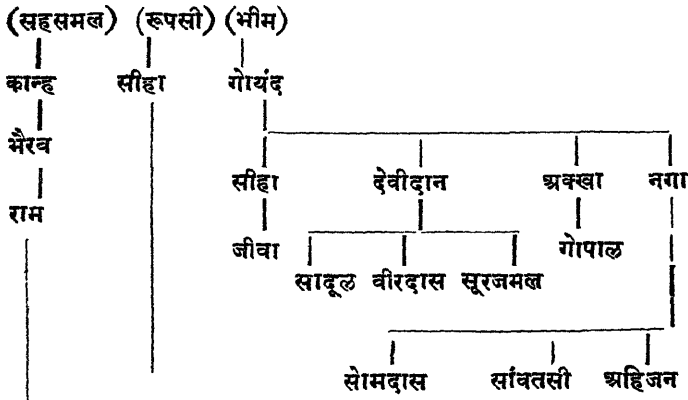 (सहसमल) (रूपसी) (भीम)
कान्ह सीहा गोयंद
भैरव
सीहा देवीदान अक्खा नगा
राम
जीवा गोपाल
सादूल वीरदास सूरजमल
सोमदास सांवतसी अहिजन